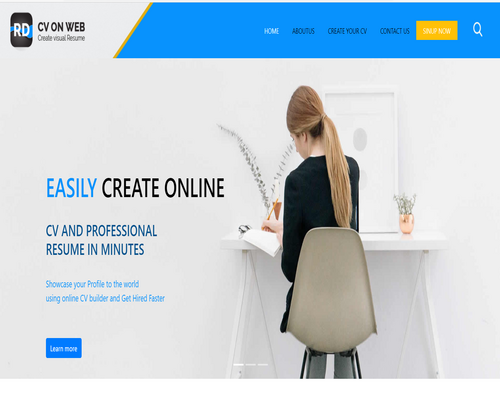 RD
CV ON WEB
Create visual Resume
HOME ABOUTUS CREATE YOUR CV CONTACT US SINUP NOW
EASILY CREATE ONLINE
CV AND PROFESSIONAL
RESUME IN MINUTES
Showcase your Profile to the world
using online CV builder and Get Hired Faster
Learn more